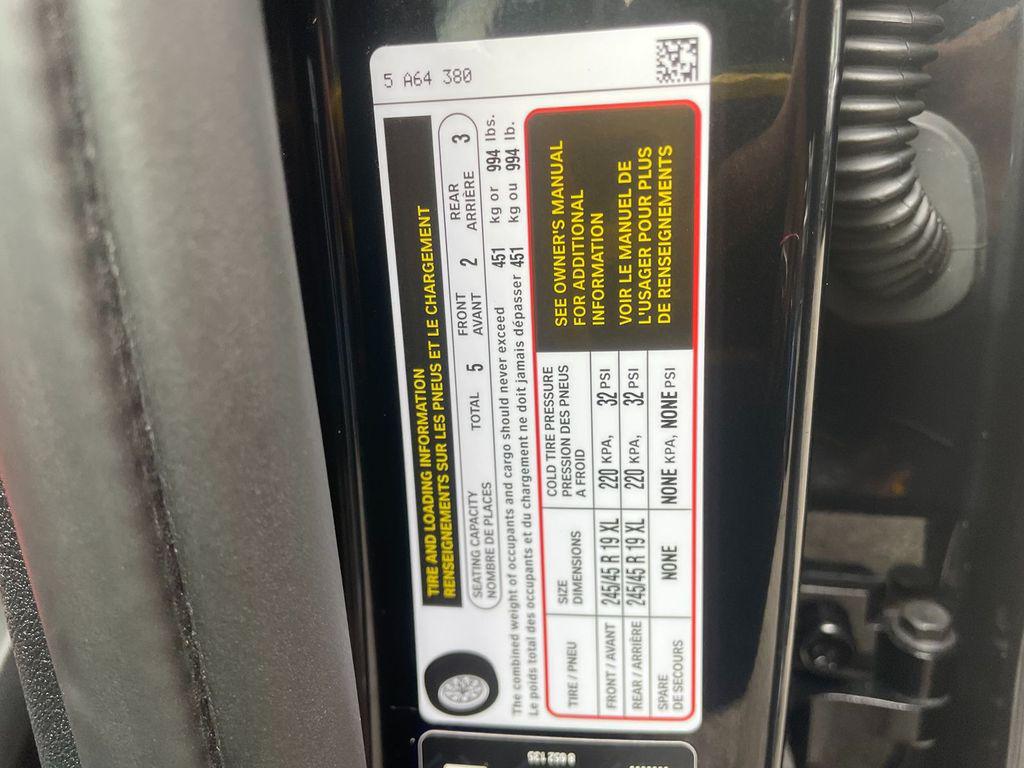 5 A64 380
TIRE AND LOADING INFORMATION
RENSEIGNEMENTS SUR LES PNEUS ET LE CHARGEMENT
SEATING CAPACITY
NOMBRE DE PLACES
TOTAL 5
FRONT
AVANT
2
REAR
ARRIÈRE
3
The combined weight of occupants and cargo should never exceed 451 kg or 994 lbs.
Le poids total des occupants et du chargement ne doit jamais dépasser 451 kg ou 994 lb.
TIRE / PNEU
SIZE
DIMENSIONS
COLD TIRE PRESSURE
PRESSION DES PNEUS
A FROID
FRONT / AVANT 245/45 R 19 XL 220 KPA, 32 PSI
REAR / ARRIÈRE 245/45 R 19 XL 220 KPA, 32 PSI
SPARE
DE SECOURS
NONE NONE KPA, NONE PSI
SEE OWNER'S MANUAL
FOR ADDITIONAL
INFORMATION
VOIR LE MANUEL DE
L'USAGER POUR PLUS
DE RENSEIGNEMENTS